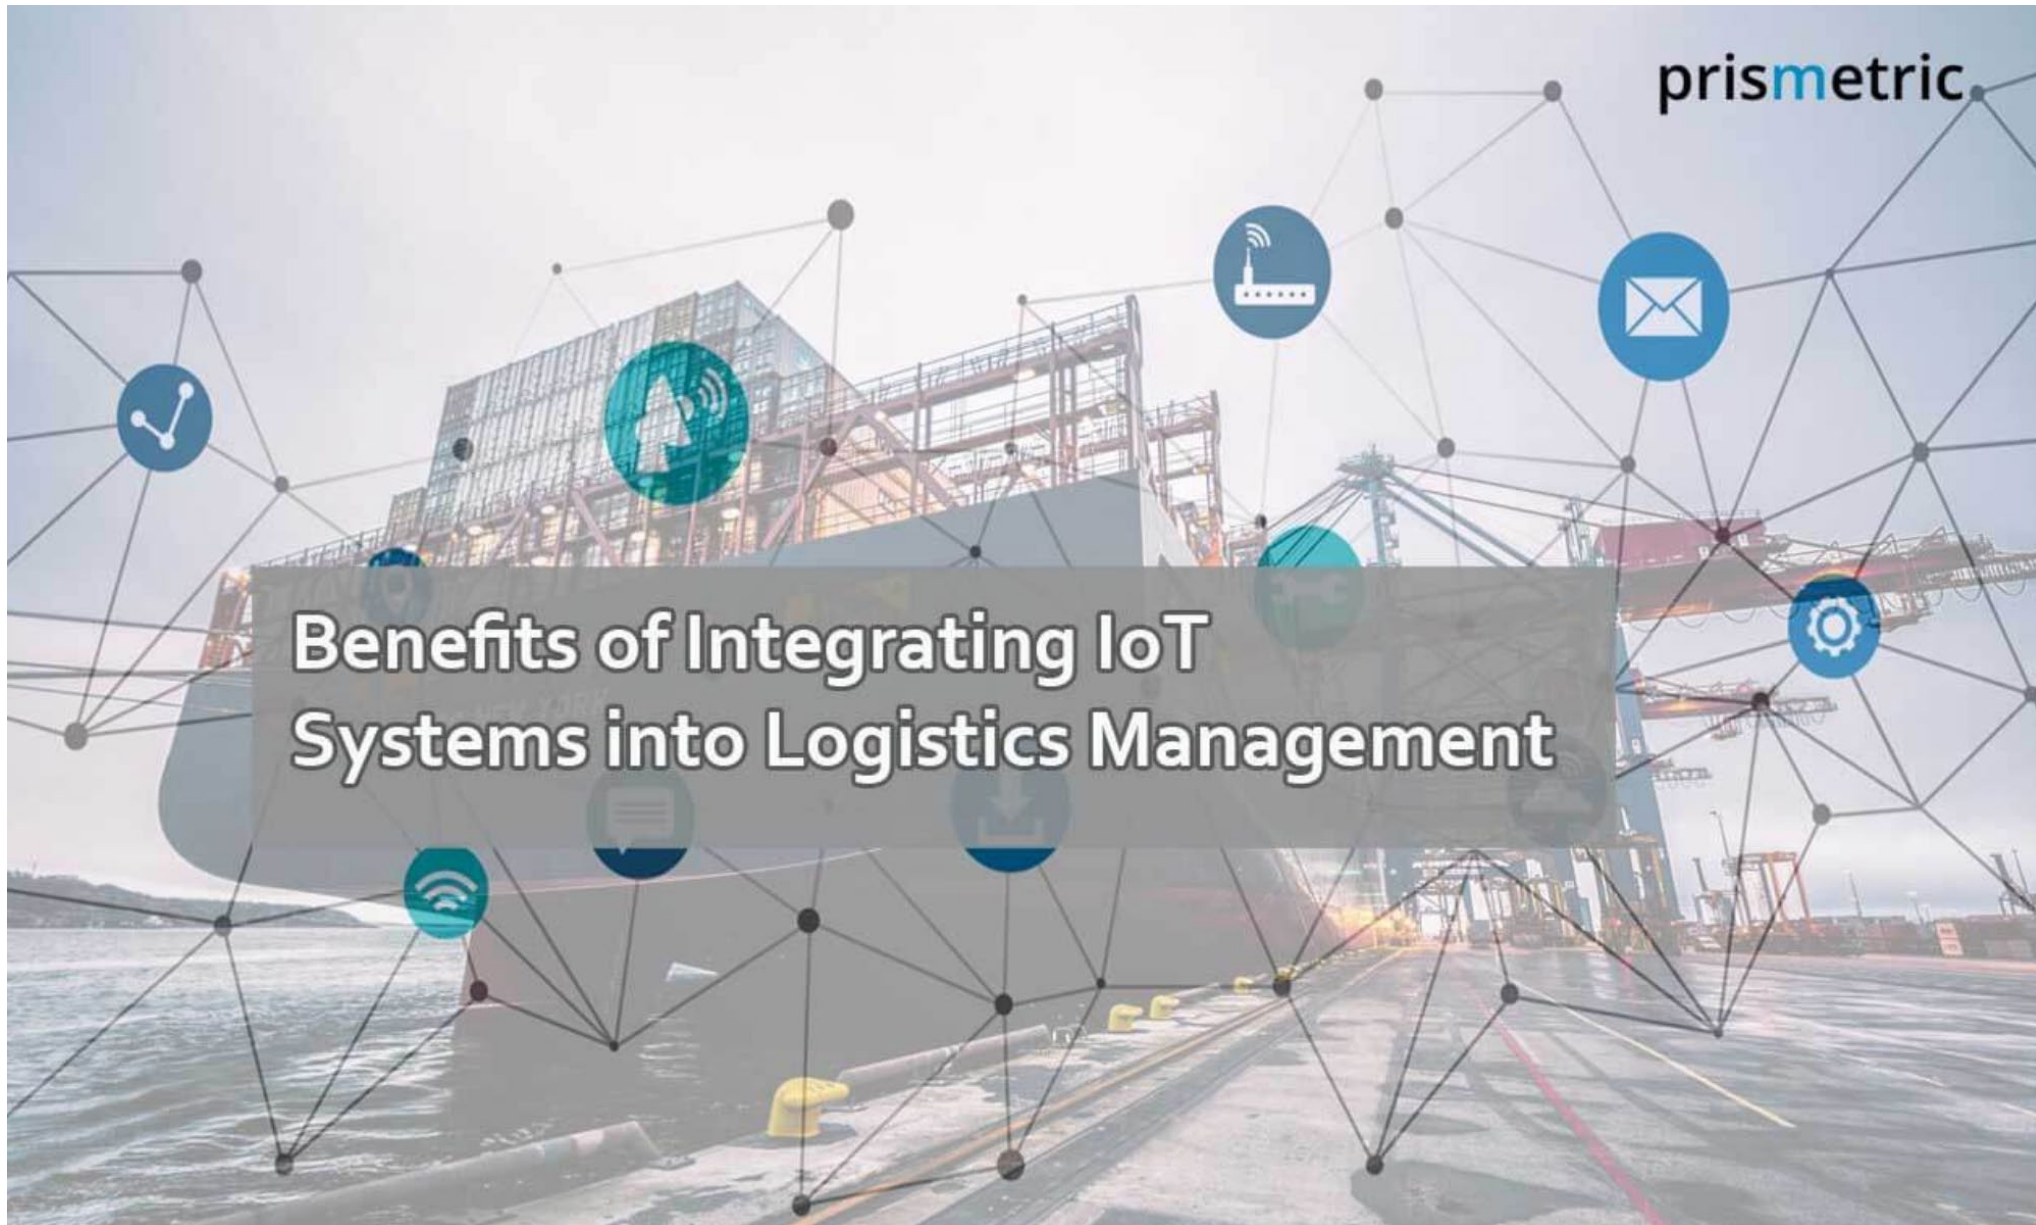 prismetric
Benefits of Integrating IoT
Systems into Logistics Management